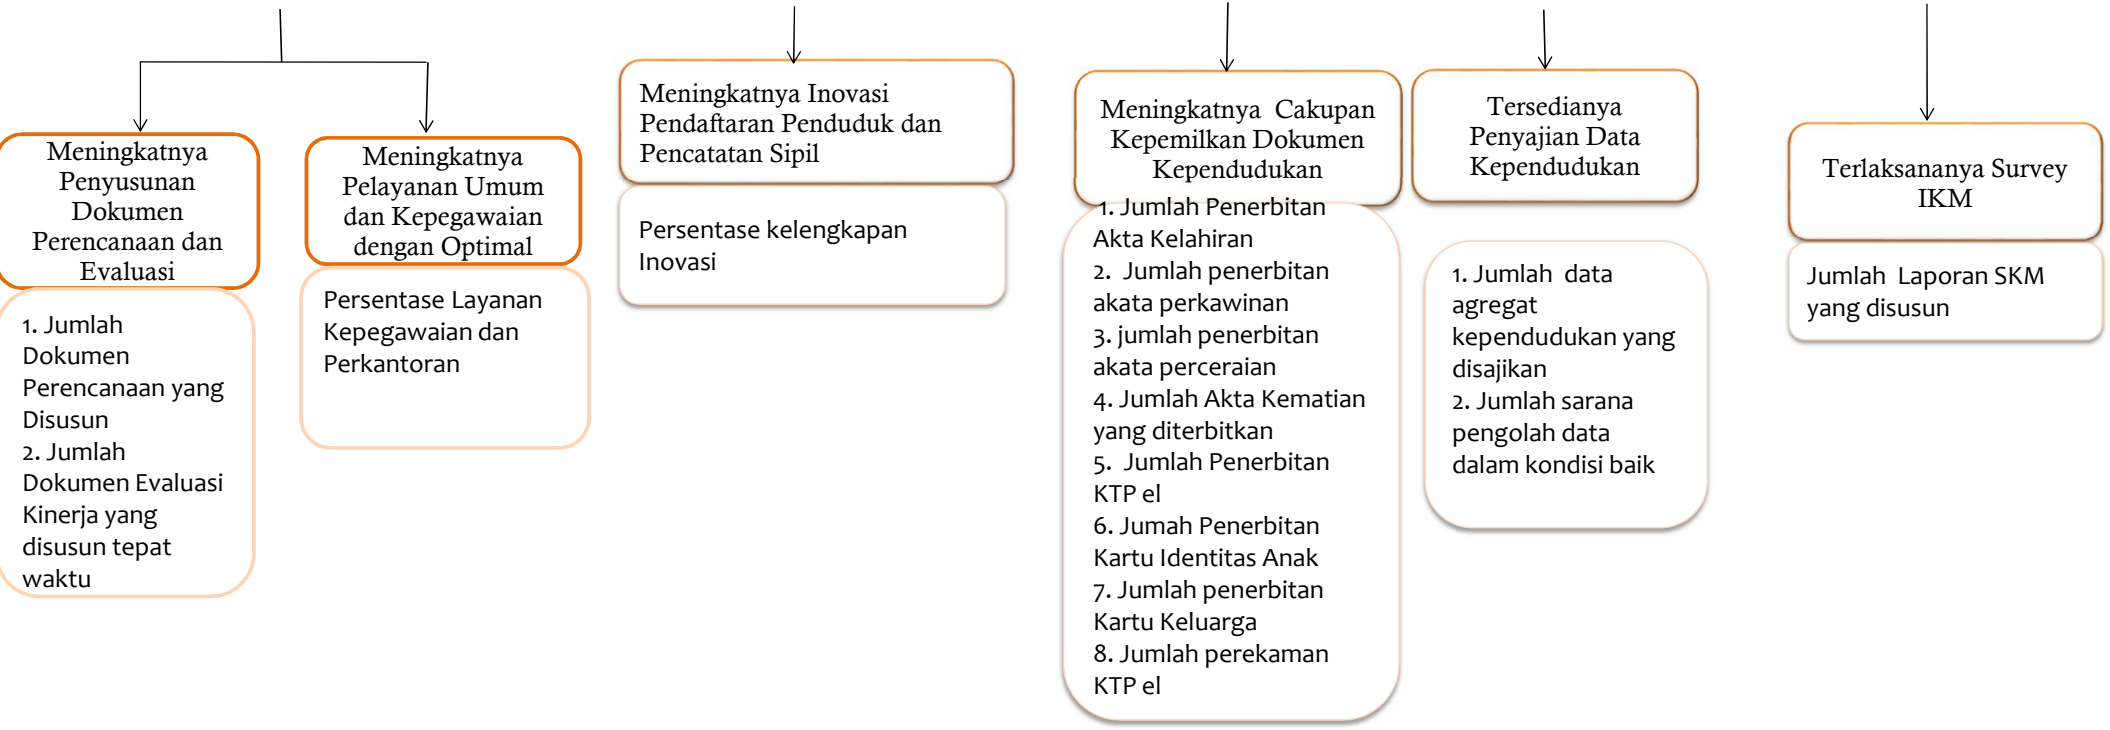 Meningkatnya
Penyusunan
Dokumen
Perencanaan dan
Evaluasi
1. Jumlah
Dokumen
Perencanaan yang
Disusun
2. Jumlah
Dokumen Evaluasi
Kinerja yang
disusun tepat
waktu
Meningkatnya
Pelayanan Umum
dan Kepegawaian
dengan Optimal
Persentase Layanan
Kepegawaian dan
Perkantoran
Meningkatnya Inovasi
Pendaftaran Penduduk dan
Pencatatan Sipil
Persentase kelengkapan
Inovasi
Meningkatnya Cakupan
Kepemilkan Dokumen
Kependudukan
1. Jumlah Penerbitan
Akta Kelahiran
2. Jumlah penerbitan
akata perkawinan
3. jumlah penerbitan
akata perceraian
4. Jumlah Akta Kematian
yang diterbitkan
5. Jumlah Penerbitan
KTP el
6. Jumah Penerbitan
Kartu Identitas Anak
7. Jumlah penerbitan
Kartu Keluarga
8. Jumlah perekaman
KTP el
Tersedianya
Penyajian Data
Kependudukan
1. Jumlah data
agregat
kependudukan yang
disajikan
2. Jumlah sarana
pengolah data
dalam kondisi baik
Terlaksananya Survey
IKM
Jumlah Laporan SKM
yang disusun